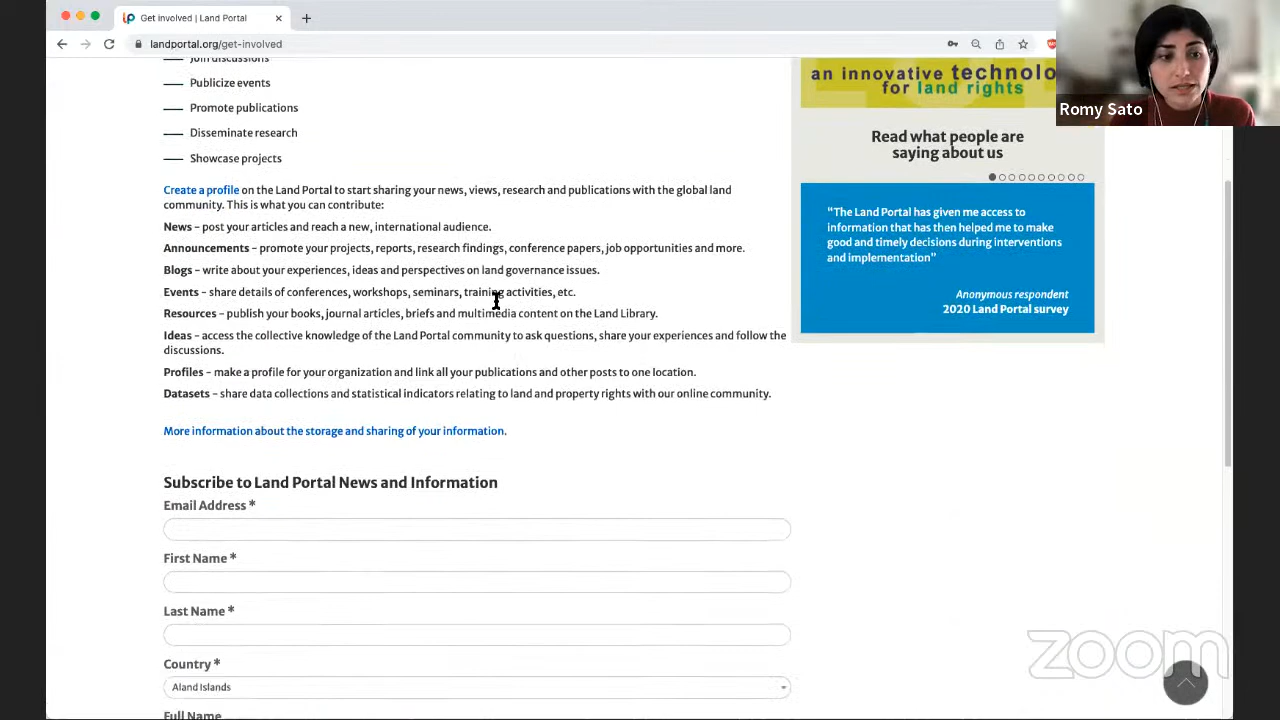 Get involved | Land Portal
landportal.org/get-involved
Join discussions
Publicize events
Promote publications
Disseminate research
Showcase projects
Create a profile on the Land Portal to start sharing your news, views, research and publications with the global land
community. This is what you can contribute:
News – post your articles and reach a new, international audience.
Announcements – promote your projects, reports, research findings, conference papers, job opportunities and more.
Blogs – write about your experiences, ideas and perspectives on land governance issues.
Events – share details of conferences, workshops, seminars, training activities, etc.
Resources – publish your books, journal articles, briefs and multimedia content on the Land Library.
Ideas – access the collective knowledge of the Land Portal community to ask questions, share your experiences and follow the
discussions.
Profiles – make a profile for your organization and link all your publications and other posts to one location.
Datasets – share data collections and statistical indicators relating to land and property rights with our online community.
More information about the storage and sharing of your information.
Subscribe to Land Portal News and Information
Email Address *
First Name *
Last Name *
Country *
Aland Islands
Full Name
an innovative technolo
for land rights
Read what people are
saying about us
“The Land Portal has given me access to
information that has then helped me to make
good and timely decisions during interventions
and implementation”
Anonymous respondent
2020 Land Portal survey
Romy Sato
zoom